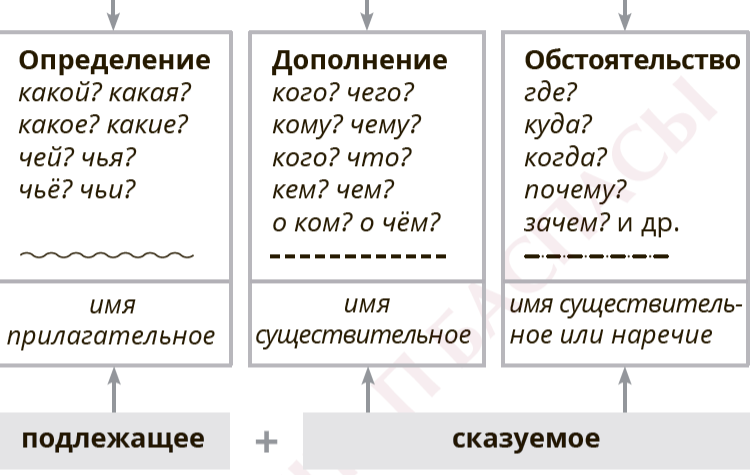 Определение
какой? какая?
какое? какие?
чей? чья?
чьё? чьи?
имя
прилагательное
Дополнение
кого? чего?
кому? чему?
кого? что?
кем? чем?
о ком? о чём?
имя
существительное
Обстоятельство
где?
куда?
когда?
почему?
зачем? и др.
имя существитель-
ное или наречие
подлежащее + сказуемое
БАСПАСЫ